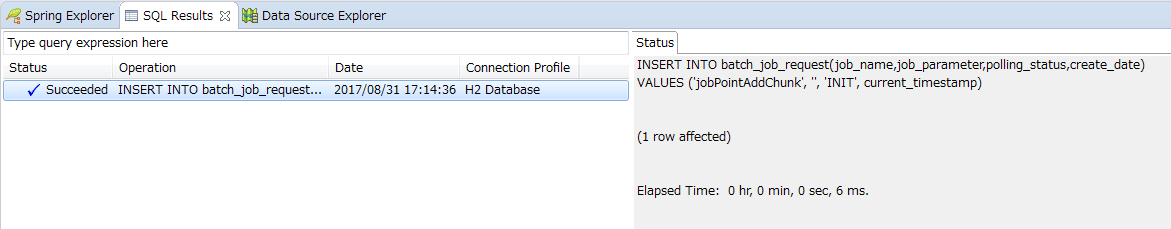 Spring Explorer SQL Results Data Source Explorer
Type query expression here
Status Operation Date Connection Profile
Succeeded INSERT INTO batch_job_request... 2017/08/31 17:14:36 H2 Database
Status
INSERT INTO batch_job_request(job_name,job_parameter,polling_status,create_date)
VALUES ('jobPointAddChunk', '', 'INIT', current_timestamp)
(1 row affected)
Elapsed Time:  0 hr, 0 min, 0 sec, 6 ms.